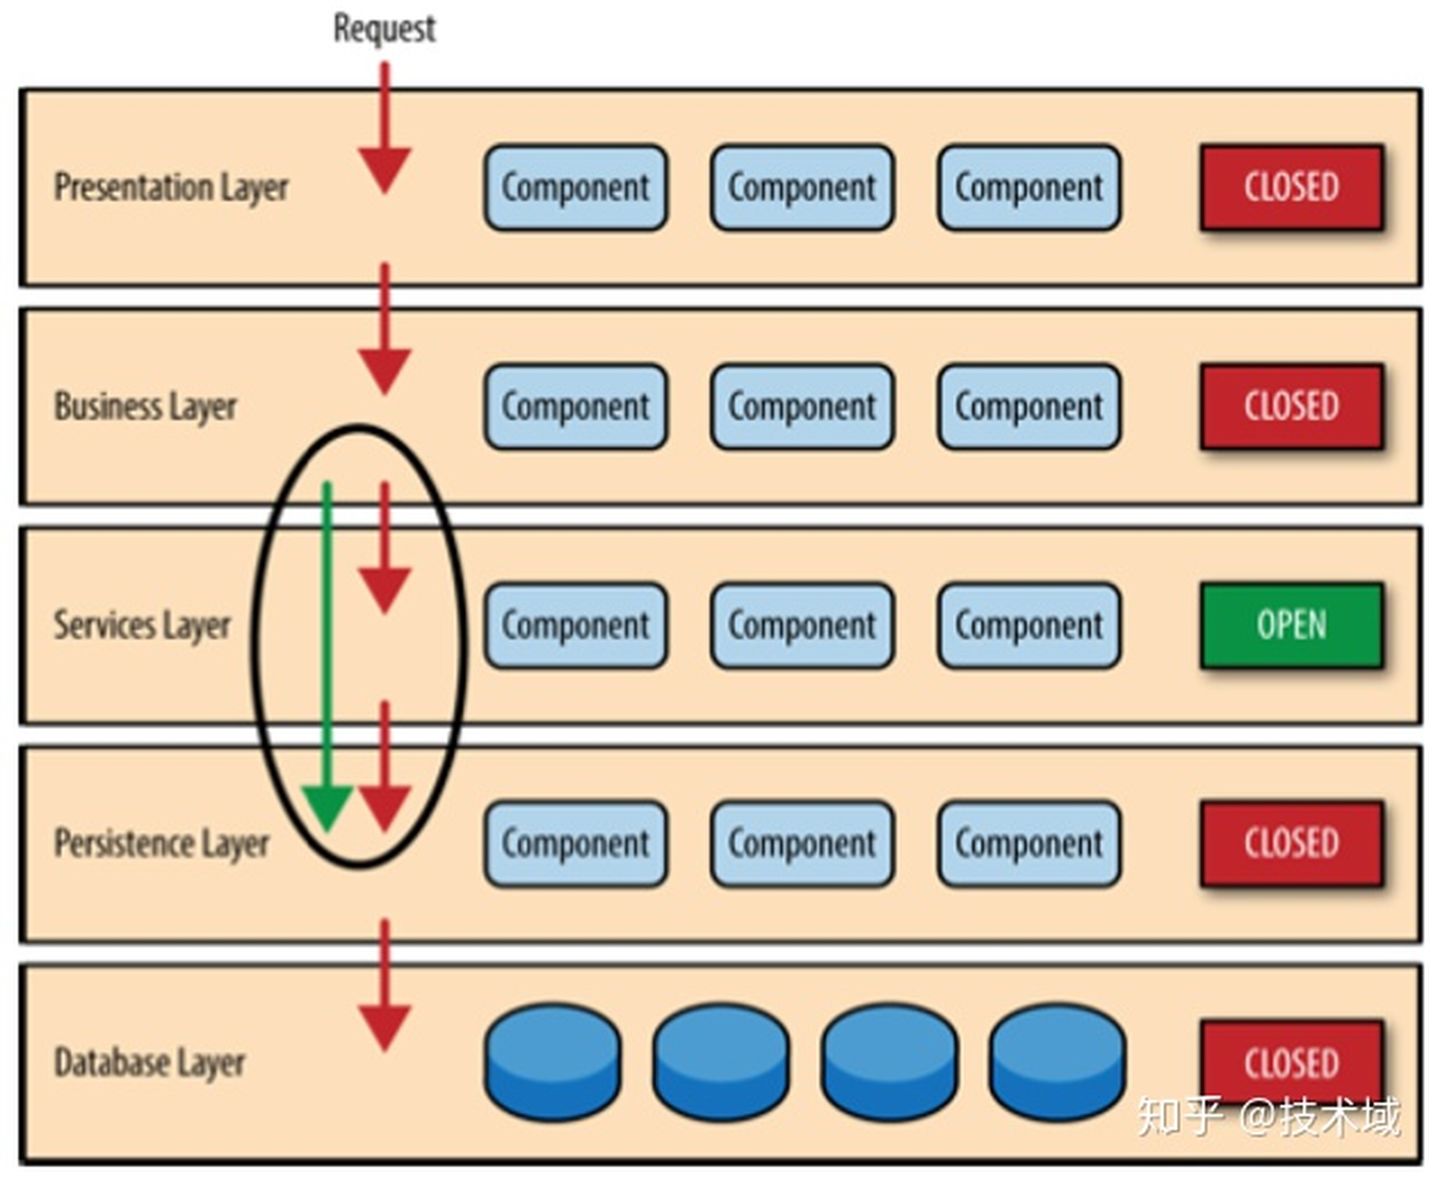 Request
Presentation Layer Component Component Component CLOSED
Business Layer Component Component Component CLOSED
Services Layer Component Component Component OPEN
Persistence Layer Component Component Component CLOSED
Database Layer CLOSED
知乎 @技术域